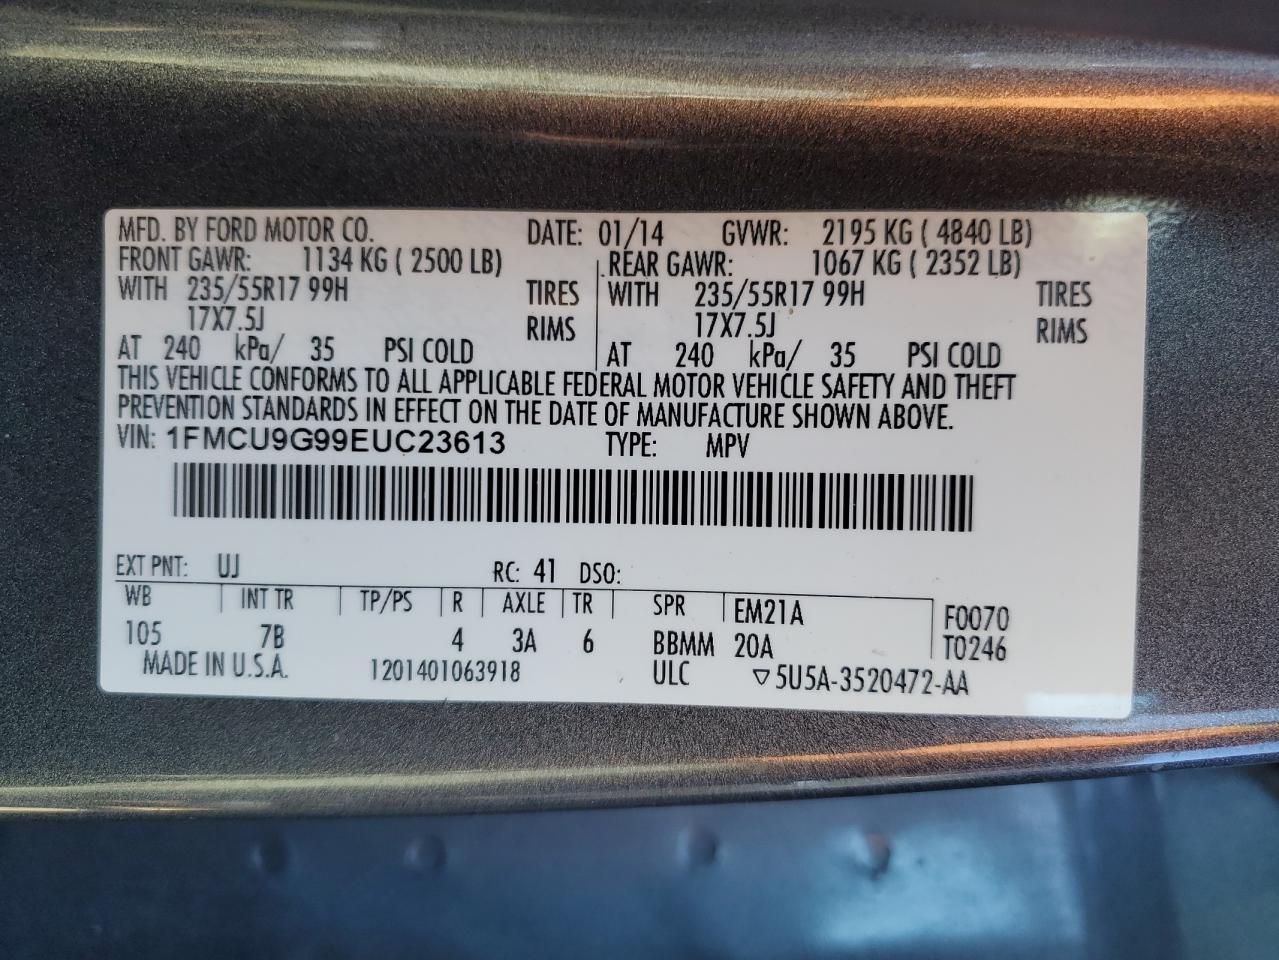 MFD. BY FORD MOTOR CO. DATE: 01/14 GVWR: 2195 KG ( 4840 LB)
FRONT GAWR: 1134 KG ( 2500 LB) REAR GAWR: 1067 KG ( 2352 LB)
WITH 235/55R17 99H TIRES WITH 235/55R17 99H TIRES
17X7.5J RIMS 17X7.5J RIMS
AT 240 kPa/ 35 PSI COLD AT 240 kPa/ 35 PSI COLD
THIS VEHICLE CONFORMS TO ALL APPLICABLE FEDERAL MOTOR VEHICLE SAFETY AND THEFT
PREVENTION STANDARDS IN EFFECT ON THE DATE OF MANUFACTURE SHOWN ABOVE.
VIN: 1FMCU9G99EUC23613 TYPE: MPV
EXT PNT: UJ RC: 41 DSO:
WB INT TR TP/PS R AXLE TR SPR EM21A F0070
105 7B 4 3A 6 BBMM 20A T0246
MADE IN U.S.A. 1201401063918 ULC ▽5U5A-3520472-AA